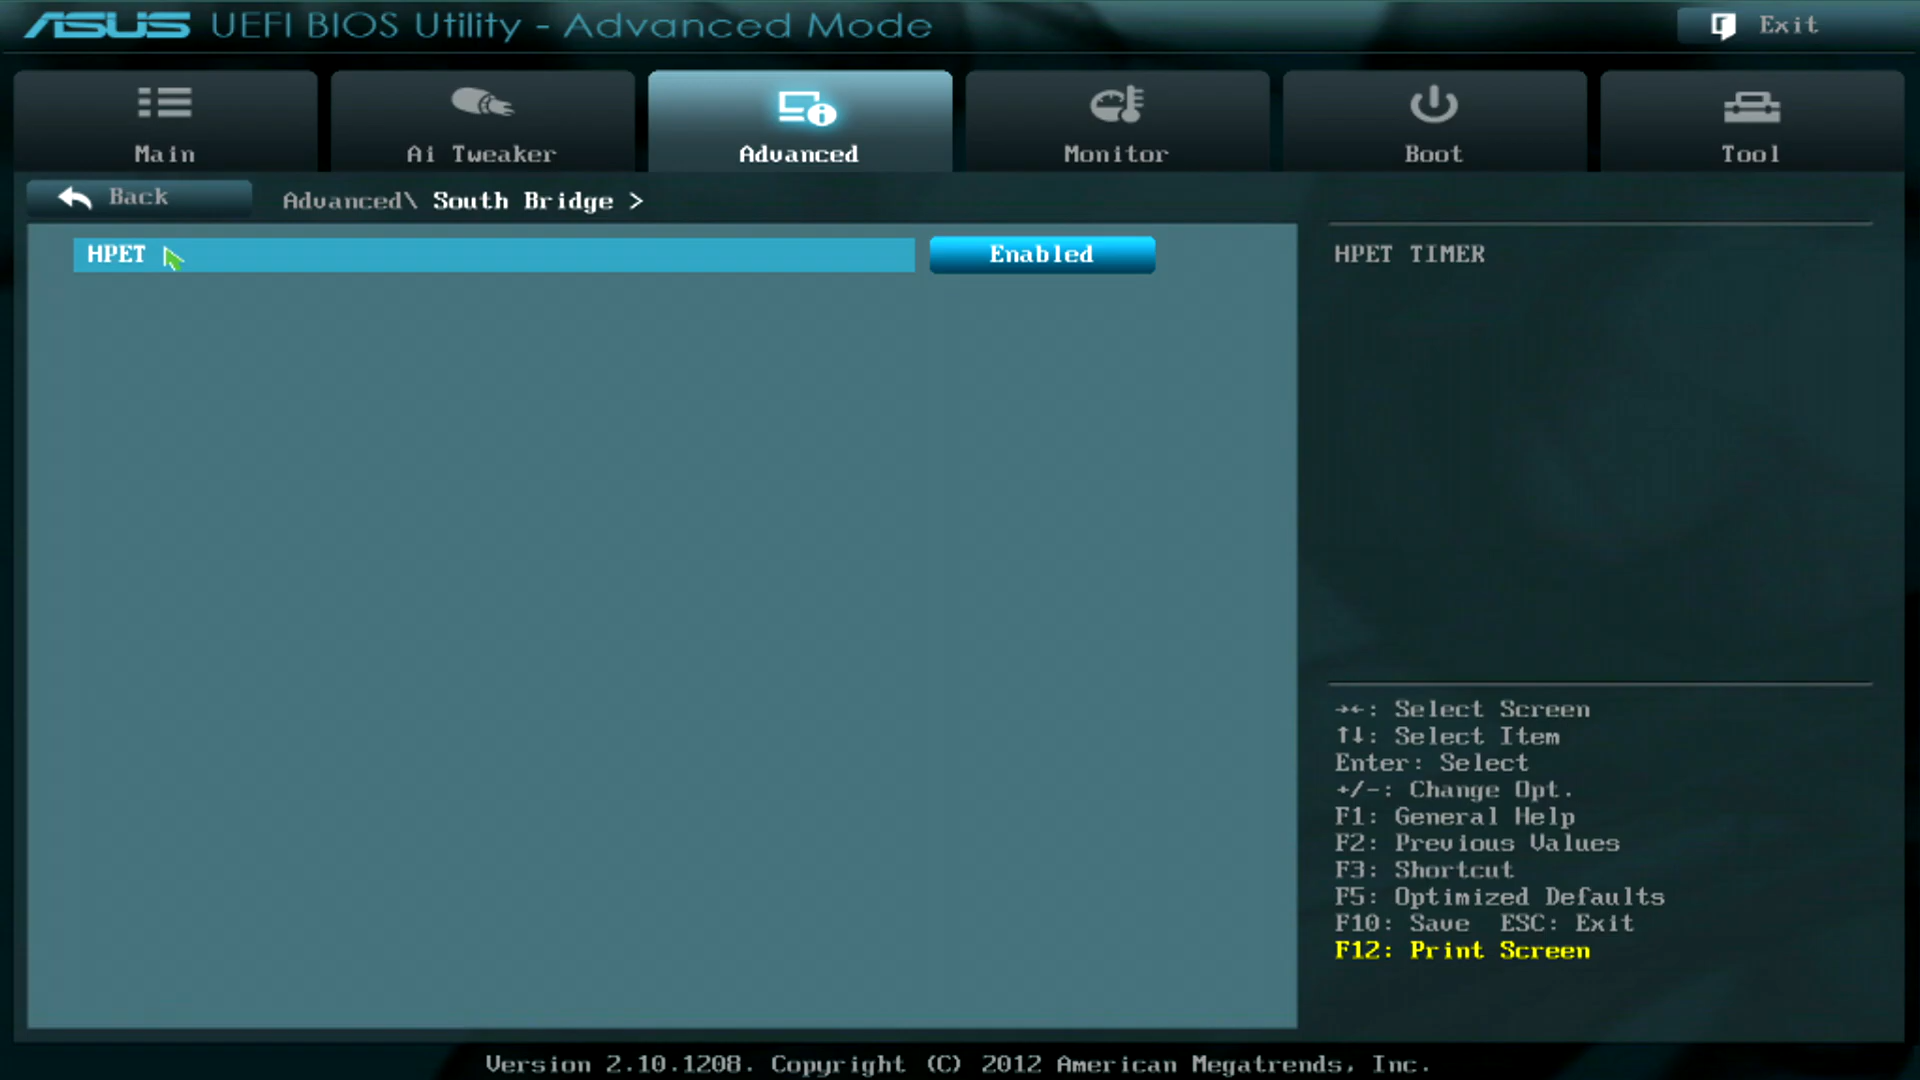 ASUS UEFI BIOS Utility - Advanced Mode
Exit
Main
Ai Tweaker
Advanced
Monitor
Boot
Tool
Back
Advanced\ South Bridge >
HPET
Enabled
HPET TIMER
→←: Select Screen
↑↓: Select Item
Enter: Select
+/-: Change Opt.
F1: General Help
F2: Previous Values
F3: Shortcut
F5: Optimized Defaults
F10: Save  ESC: Exit
F12: Print Screen
Version 2.10.1208. Copyright (C) 2012 American Megatrends, Inc.